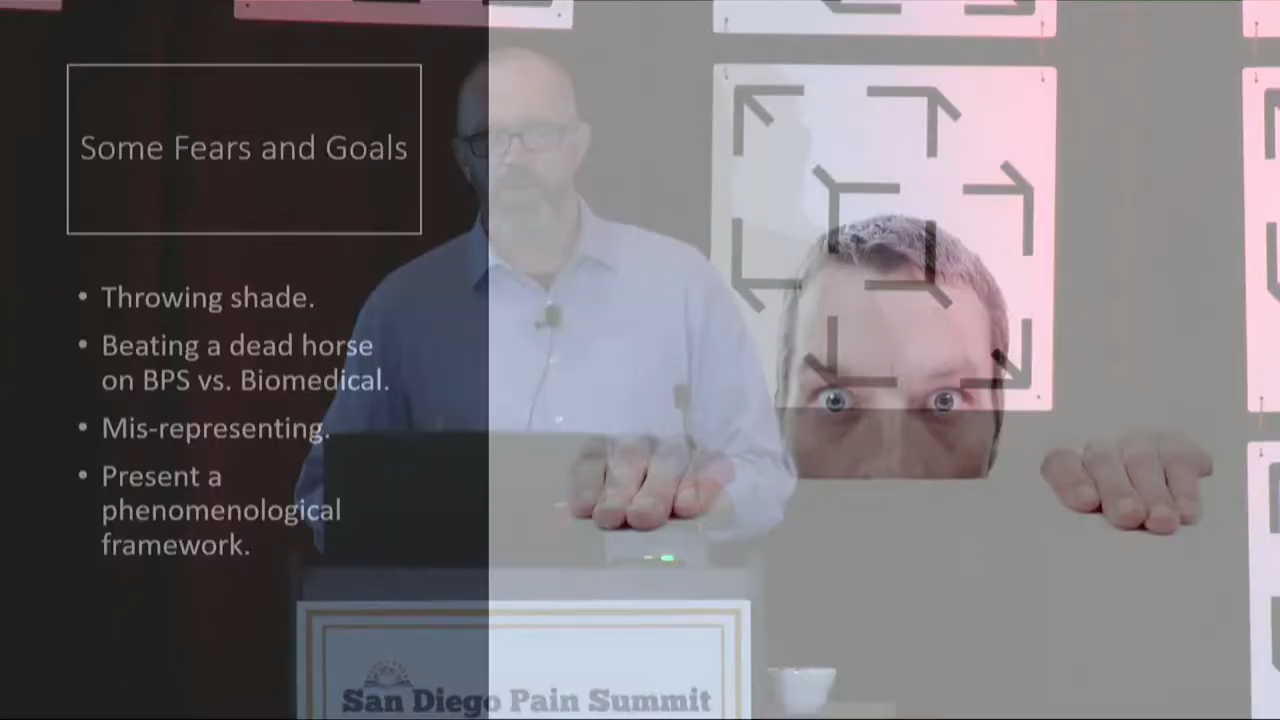 Some Fears and Goals
• Throwing shade.
• Beating a dead horse
on BPS vs. Biomedical.
• Mis-representing.
• Present a
phenomenological
framework.
San Diego Pain Summit